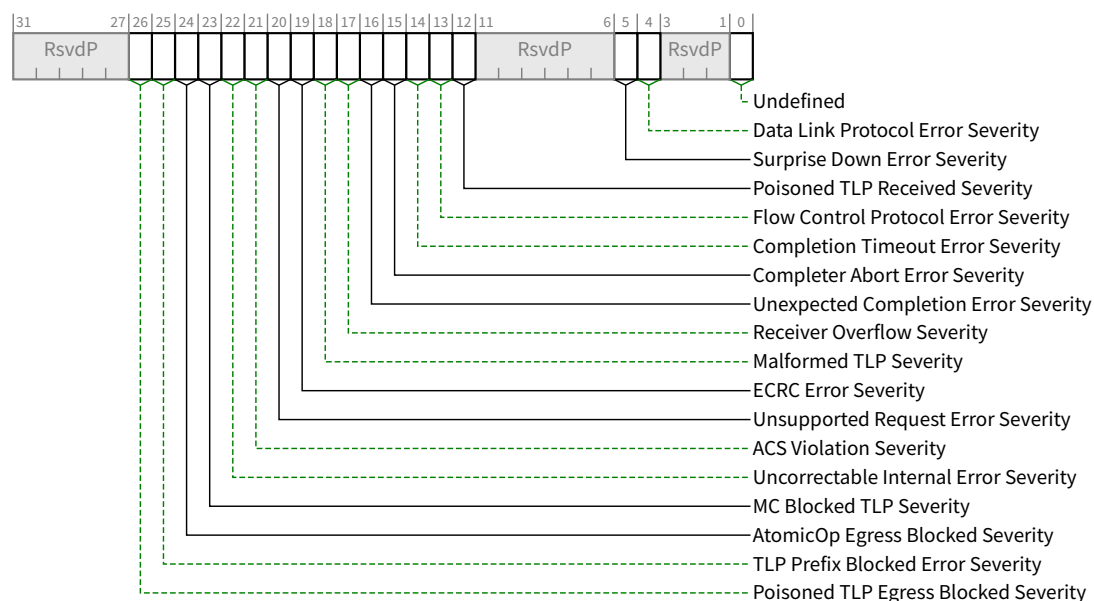 31 27 26 25 24 23 22 21 20 19 18 17 16 15 14 13 12 11 6 5 4 3 1 0
RsvdP RsvdP RsvdP
Undefined
Data Link Protocol Error Severity
Surprise Down Error Severity
Poisoned TLP Received Severity
Flow Control Protocol Error Severity
Completion Timeout Error Severity
Completer Abort Error Severity
Unexpected Completion Error Severity
Receiver Overflow Severity
Malformed TLP Severity
ECRC Error Severity
Unsupported Request Error Severity
ACS Violation Severity
Uncorrectable Internal Error Severity
MC Blocked TLP Severity
AtomicOp Egress Blocked Severity
TLP Prefix Blocked Error Severity
Poisoned TLP Egress Blocked Severity